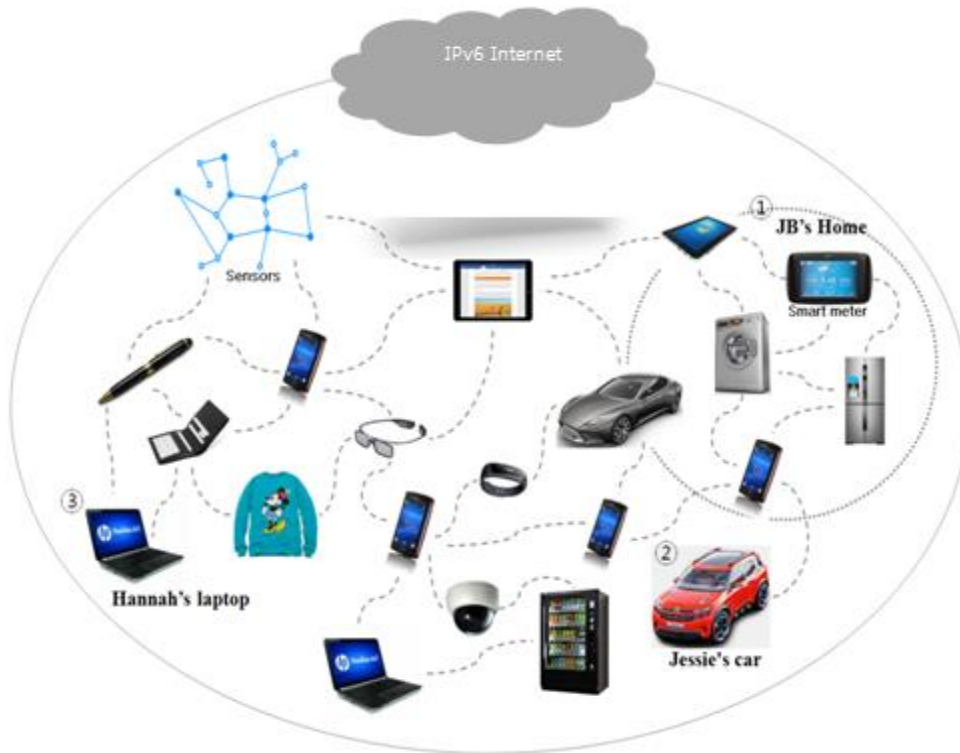 IPv6 Internet
1
JB's Home
Sensors
Smart meter
3
2
Hannah's laptop
Jessie's car